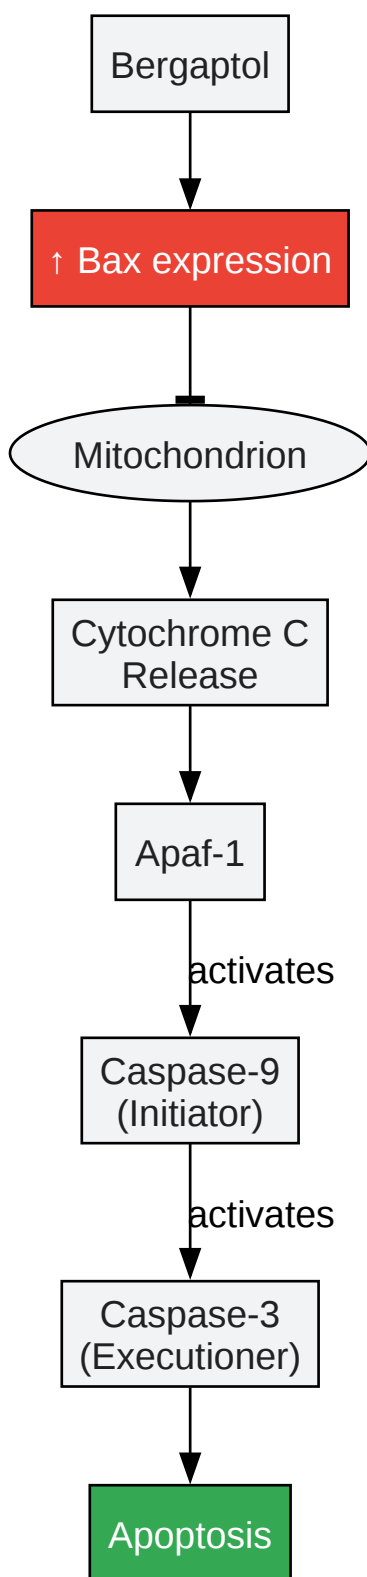 Bergaptol
↑ Bax expression
Mitochondrion
Cytochrome C
Release
Apaf-1
activates
Caspase-9
(Initiator)
activates
Caspase-3
(Executioner)
Apoptosis